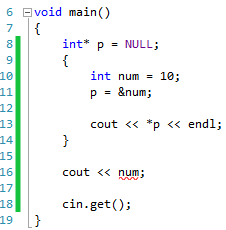 6 void main()
7 {
8 int* p = NULL;
9 {
10 int num = 10;
11 p = &num;
12
13 cout << *p << endl;
14 }
15
16 cout << num;
17
18 cin.get();
19 }